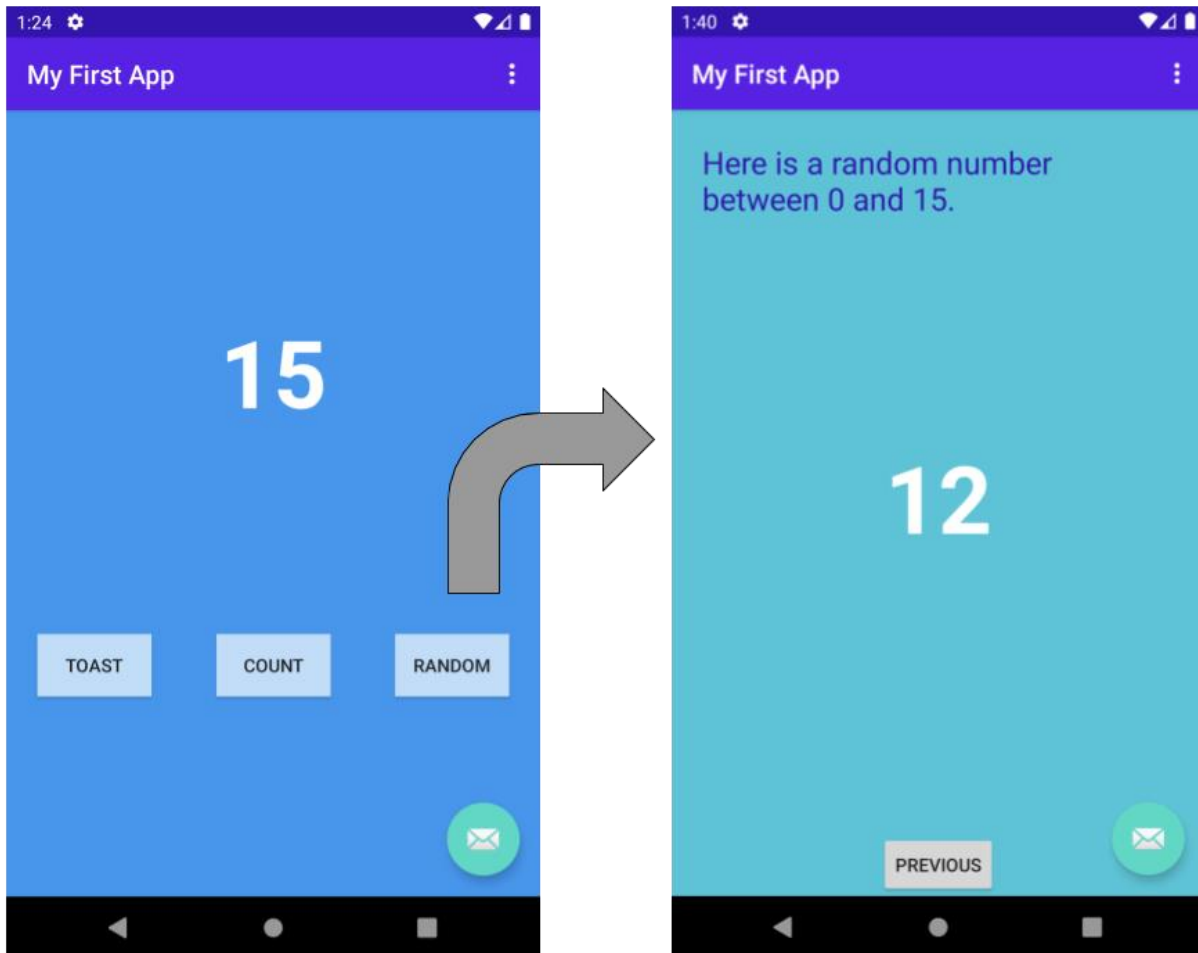 1:24
My First App
15
TOAST
COUNT
RANDOM
1:40
My First App
Here is a random number
between 0 and 15.
12
PREVIOUS